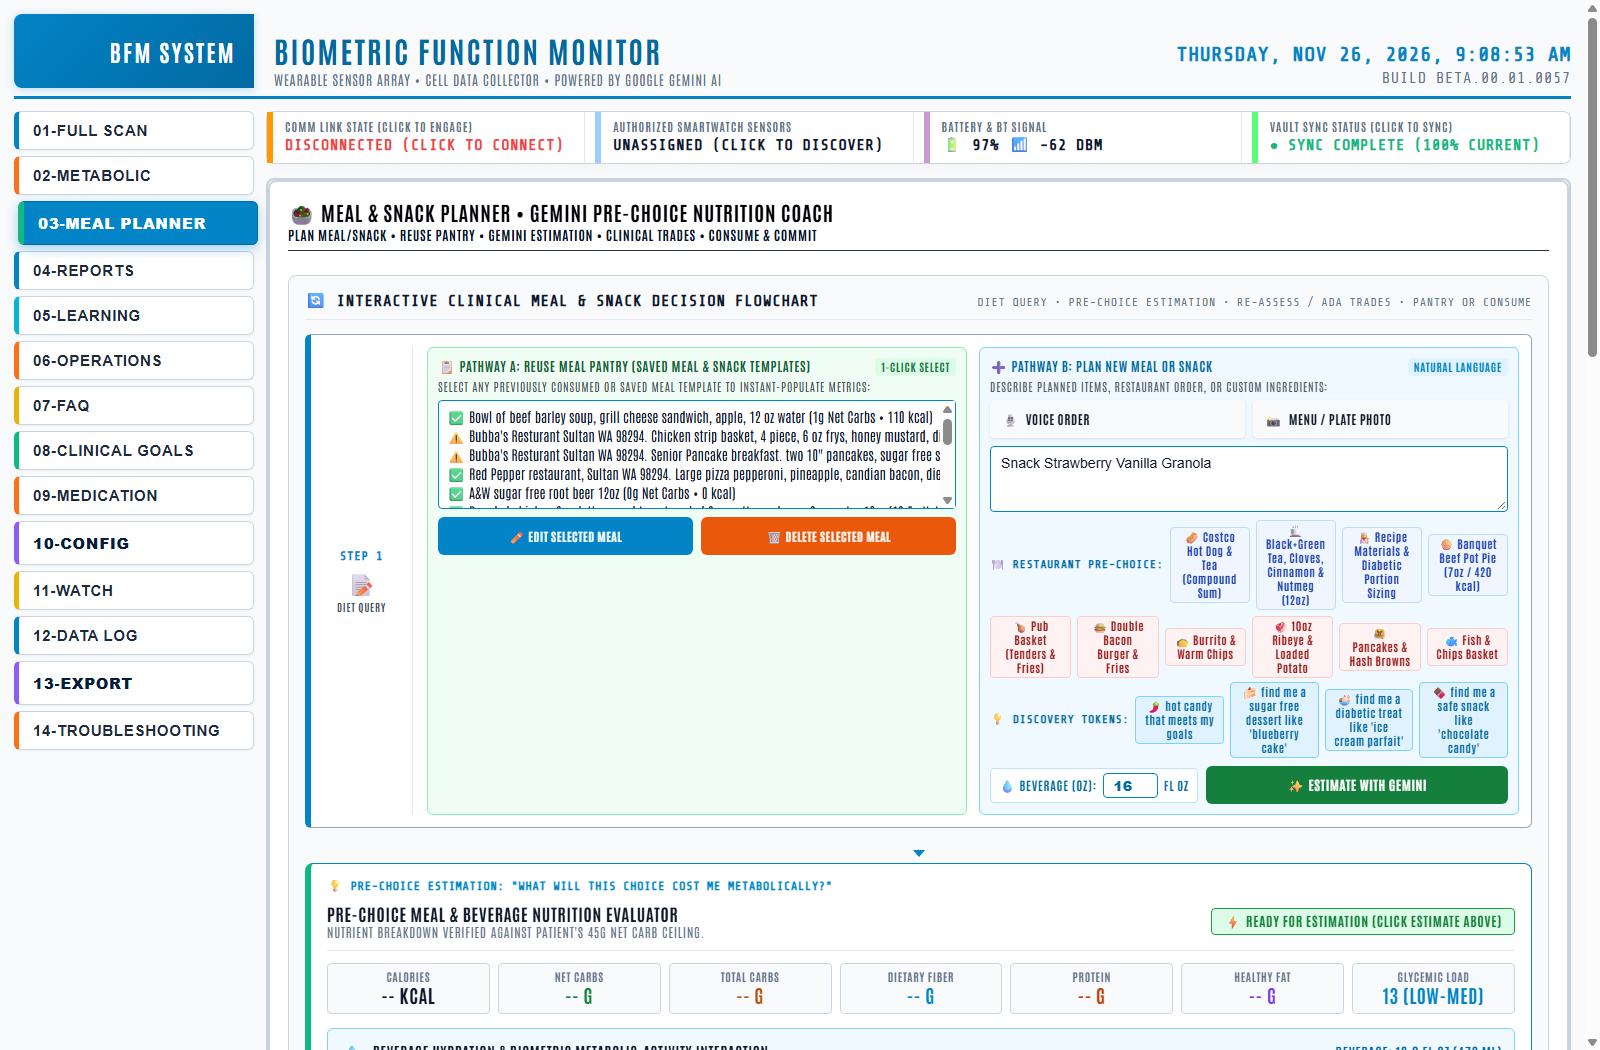 BFM SYSTEM
BIOMETRIC FUNCTION MONITOR
WEARABLE SENSOR ARRAY • CELL DATA COLLECTOR • POWERED BY GOOGLE GEMINI AI
THURSDAY, NOV 26, 2026, 9:08:53 AM
BUILD BETA.00.01.0057
01-FULL SCAN
02-METABOLIC
03-MEAL PLANNER
04-REPORTS
05-LEARNING
06-OPERATIONS
07-FAQ
08-CLINICAL GOALS
09-MEDICATION
10-CONFIG
11-WATCH
12-DATA LOG
13-EXPORT
14-TROUBLESHOOTING
COMM LINK STATE (CLICK TO ENGAGE)
DISCONNECTED (CLICK TO CONNECT)
AUTHORIZED SMARTWATCH SENSORS
UNASSIGNED (CLICK TO DISCOVER)
BATTERY & BT SIGNAL
🔋 97% 📶 -62 DBM
VAULT SYNC STATUS (CLICK TO SYNC)
● SYNC COMPLETE (100% CURRENT)
🥗 MEAL & SNACK PLANNER • GEMINI PRE-CHOICE NUTRITION COACH
PLAN MEAL/SNACK • REUSE PANTRY • GEMINI ESTIMATION • CLINICAL TRADES • CONSUME & COMMIT
🔄 INTERACTIVE CLINICAL MEAL & SNACK DECISION FLOWCHART
DIET QUERY · PRE-CHOICE ESTIMATION · RE-ASSESS / ADA TRADES · PANTRY OR CONSUME
STEP 1
📝
DIET QUERY
📋 PATHWAY A: REUSE MEAL PANTRY (SAVED MEAL & SNACK TEMPLATES)
1-CLICK SELECT
SELECT ANY PREVIOUSLY CONSUMED OR SAVED MEAL TEMPLATE TO INSTANT-POPULATE METRICS:
✅ Bowl of beef barley soup, grill cheese sandwich, apple, 12 oz water (1g Net Carbs • 110 kcal)
⚠️ Bubba's Resturant Sultan WA 98294. Chicken strip basket, 4 piece, 6 oz frys, honey mustard, di
⚠️ Bubba's Resturant Sultan WA 98294. Senior Pancake breakfast. two 10" pancakes, sugar free s
✅ Red Pepper restaurant, Sultan WA 98294. Large pizza pepperoni, pineapple, candian bacon, die
✅ A&W sugar free root beer 12oz (0g Net Carbs • 0 kcal)
EDIT SELECTED MEAL
DELETE SELECTED MEAL
➕ PATHWAY B: PLAN NEW MEAL OR SNACK
NATURAL LANGUAGE
DESCRIBE PLANNED ITEMS, RESTAURANT ORDER, OR CUSTOM INGREDIENTS:
VOICE ORDER
📷 MENU / PLATE PHOTO
Snack Strawberry Vanilla Granola
🍽️ RESTAURANT PRE-CHOICE:
🌭 Costco
Hot Dog &
Tea
(Compound
Sum)
Black+Green
Tea, Cloves,
Cinnamon &
Nutmeg
(12oz)
Recipe
Materials &
Diabetic
Portion
Sizing
Banquet
Beef Pot Pie
(7oz / 420
kcal)
🍗 Pub
Basket
(Tenders &
Fries)
🍔 Double
Bacon
Burger &
Fries
Burrito &
Warm Chips
🥩 10oz
Ribeye &
Loaded
Potato
🥞
Pancakes &
Hash Browns
🐟 Fish &
Chips Basket
💡 DISCOVERY TOKENS:
🌶️ hot candy
that meets my
goals
🍰 find me a
sugar free
dessert like
'blueberry
cake'
find me a
diabetic treat
like 'ice
cream parfait'
🍫 find me a
safe snack
like
'chocolate
candy'
💧 BEVERAGE (OZ): 16 FL OZ
✨ ESTIMATE WITH GEMINI
💡 PRE-CHOICE ESTIMATION: "WHAT WILL THIS CHOICE COST ME METABOLICALLY?"
PRE-CHOICE MEAL & BEVERAGE NUTRITION EVALUATOR
NUTRIENT BREAKDOWN VERIFIED AGAINST PATIENT'S 45G NET CARB CEILING.
⚡ READY FOR ESTIMATION (CLICK ESTIMATE ABOVE)
CALORIES
-- KCAL
NET CARBS
-- G
TOTAL CARBS
-- G
DIETARY FIBER
-- G
PROTEIN
-- G
HEALTHY FAT
-- G
GLYCEMIC LOAD
13 (LOW-MED)